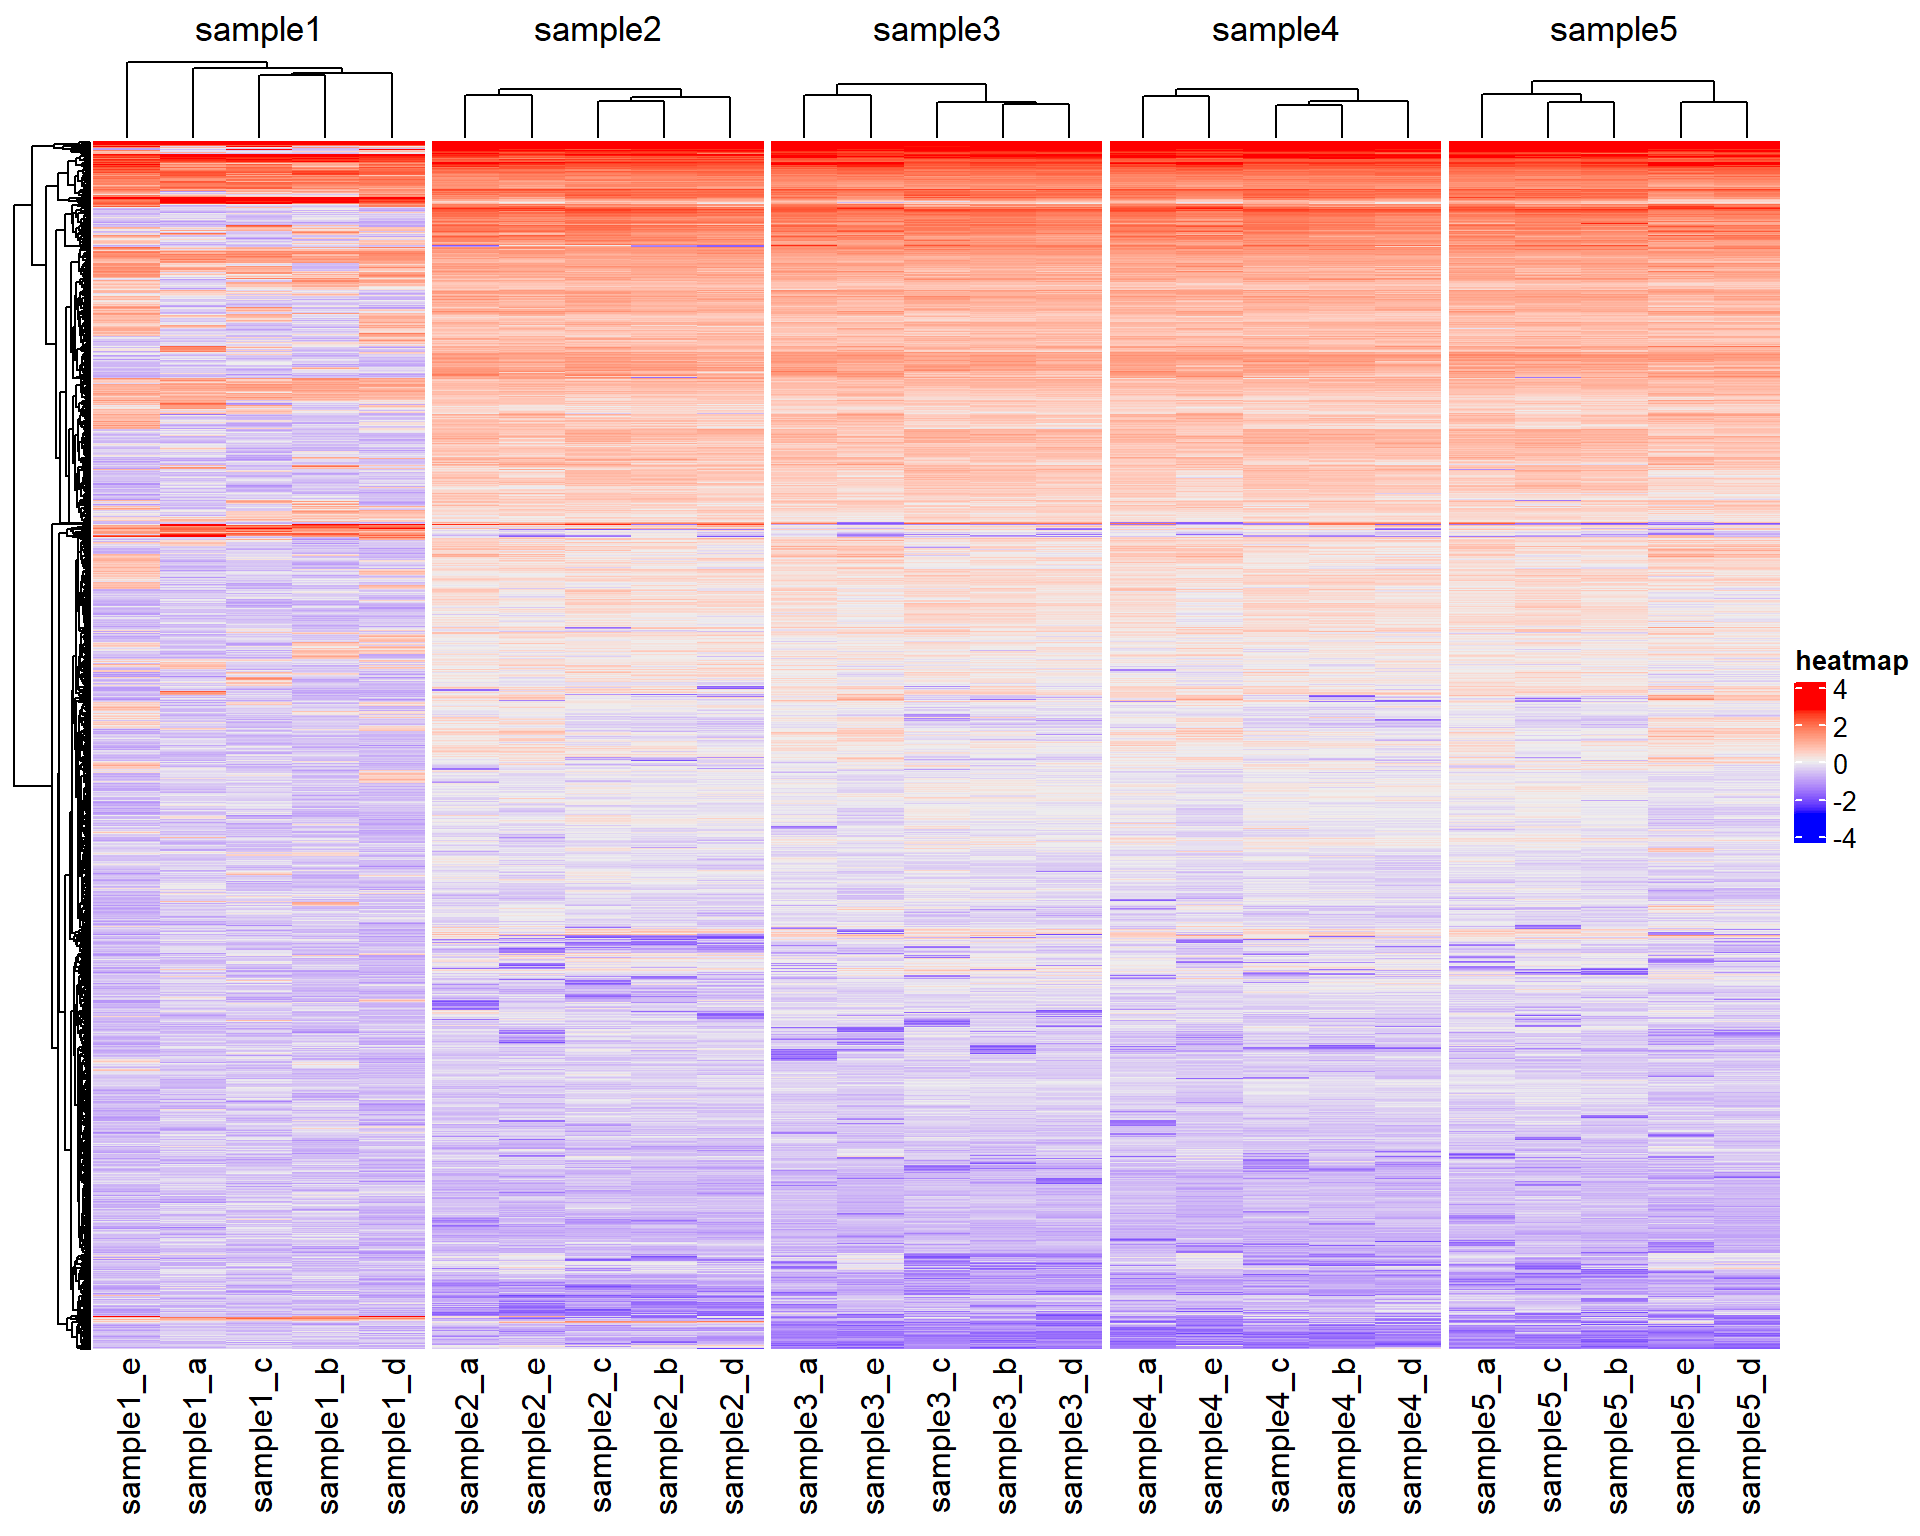 sample1 sample2 sample3 sample4 sample5
heatmap
4
2
0
-2
-4
sample1_e
sample1_a
sample1_c
sample1_b
sample1_d
sample2_a
sample2_e
sample2_c
sample2_b
sample2_d
sample3_a
sample3_e
sample3_c
sample3_b
sample3_d
sample4_a
sample4_e
sample4_c
sample4_b
sample4_d
sample5_a
sample5_c
sample5_b
sample5_e
sample5_d